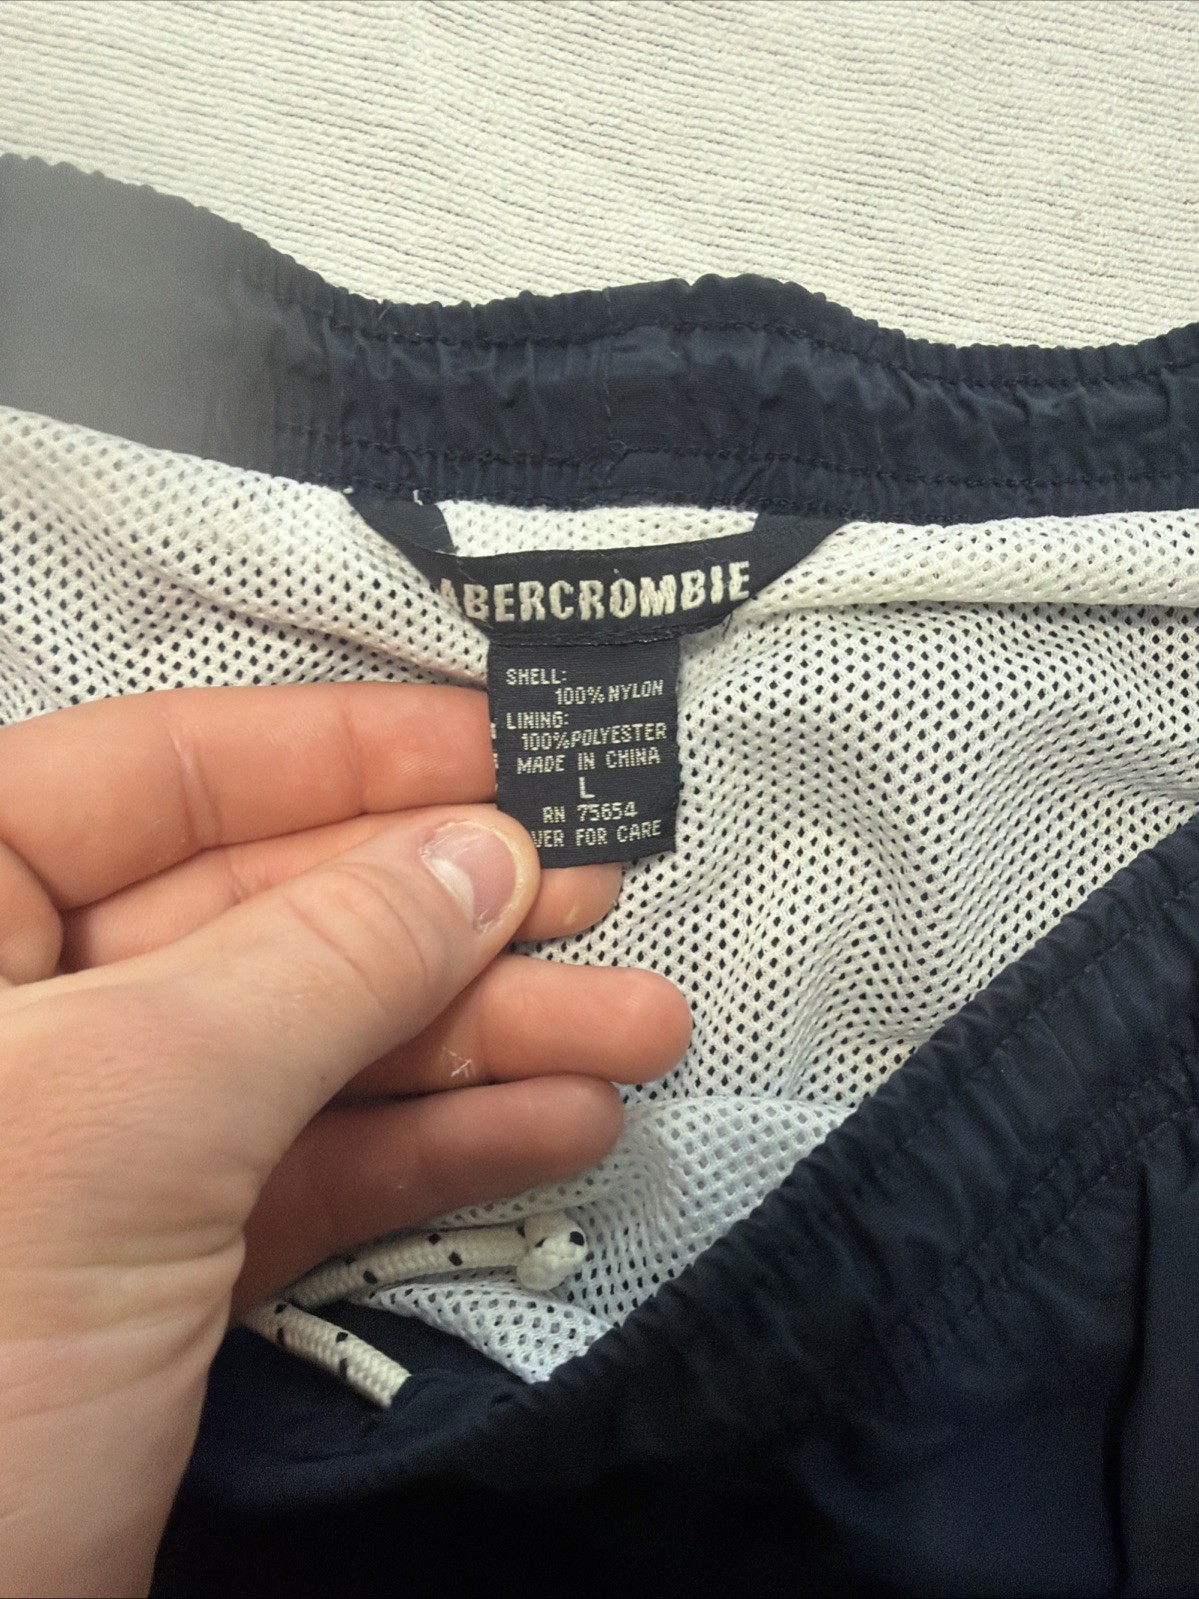 ABERCROMBIE
SHELL:
100% NYLON
LINING:
100%POLYESTER
MADE IN CHINA
L
RN 75654
FOR CARE